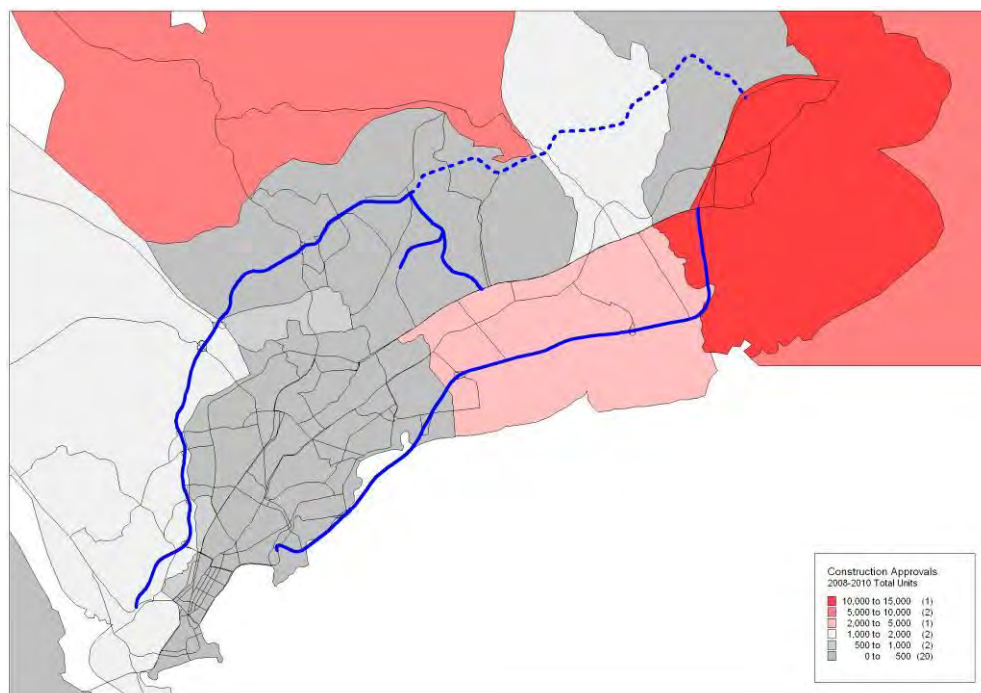 Construction Approvals
2008-2010 Total Units
10,000 to 15,000 (1)
5,000 to 10,000 (2)
2,000 to 5,000 (1)
1,000 to 2,000 (2)
500 to 1,000 (2)
0 to 500 (20)